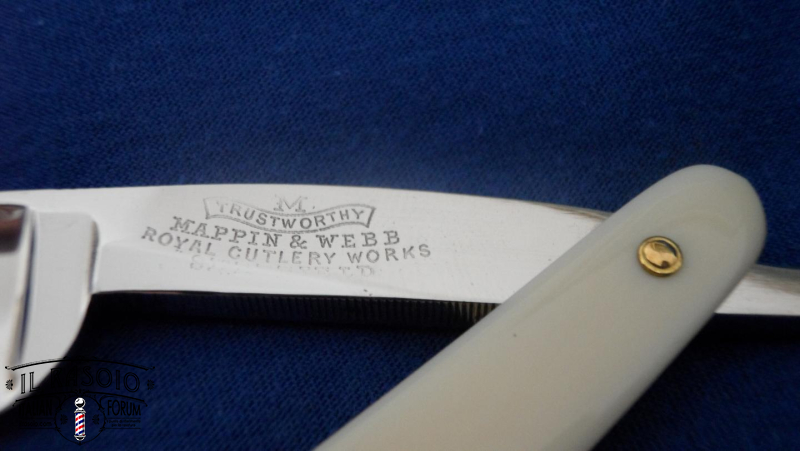 M.
TRUSTWORTHY
MAPPIN & WEBB
ROYAL CUTLERY WORKS
IL RASOIO
FORUM